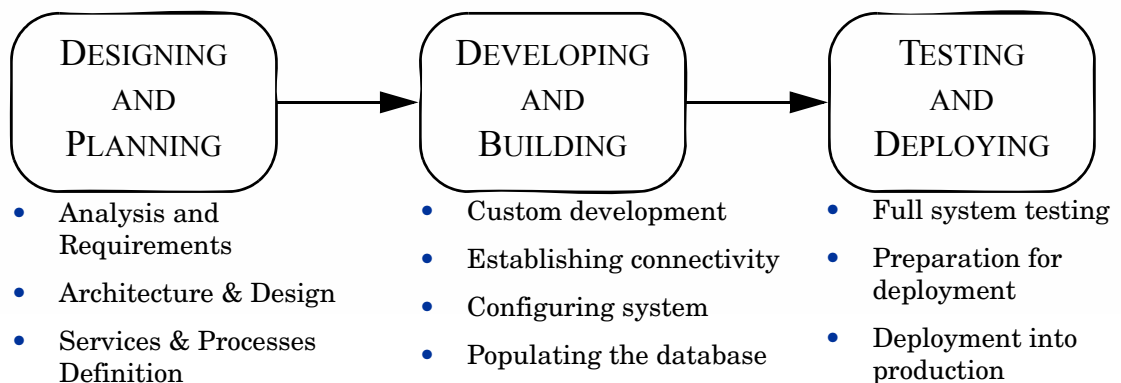 DESIGNING
AND
PLANNING
• Analysis and
Requirements
• Architecture & Design
• Services & Processes
Definition
DEVELOPING
AND
BUILDING
• Custom development
• Establishing connectivity
• Configuring system
• Populating the database
TESTING
AND
DEPLOYING
• Full system testing
• Preparation for
deployment
• Deployment into
production